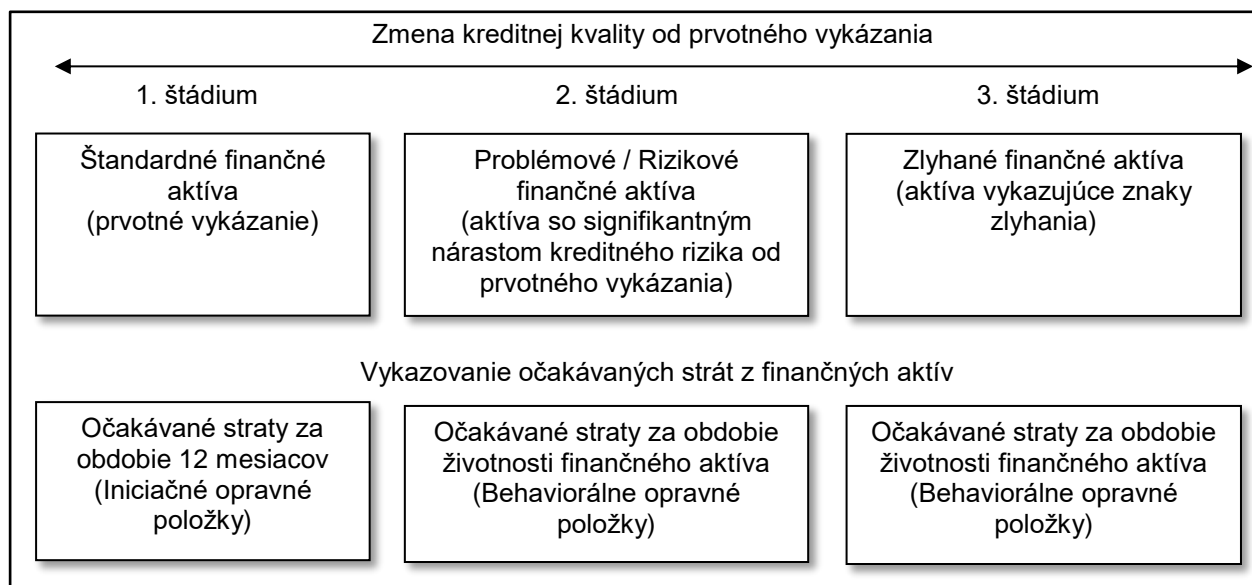 Zmena kreditnej kvality od prvotného vykázania
1. štádium
2. štádium
3. štádium
Štandardné finančné
aktíva
(prvotné vykázanie)
Problémové / Rizikové
finančné aktíva
(aktíva so signifikantným
nárastom kreditného rizika od
prvotného vykázania)
Zlyhané finančné aktíva
(aktíva vykazujúce znaky
zlyhania)
Vykazovanie očakávaných strát z finančných aktív
Očakávané straty za
obdobie 12 mesiacov
(Iniciačné opravné
položky)
Očakávané straty za obdobie
životnosti finančného aktíva
(Behaviorálne opravné
položky)
Očakávané straty za obdobie
životnosti finančného aktíva
(Behaviorálne opravné
položky)